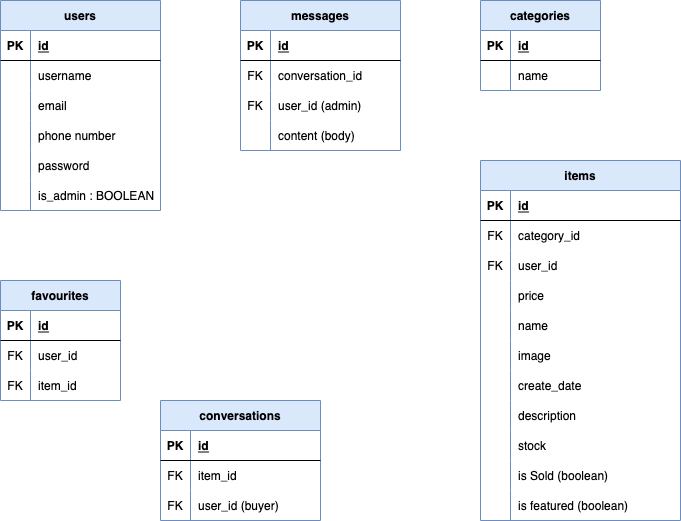 users
PK id
username
email
phone number
password
is_admin : BOOLEAN
messages
PK id
FK conversation_id
FK user_id (admin)
content (body)
categories
PK id
name
items
PK id
FK category_id
FK user_id
price
name
image
create_date
description
stock
is Sold (boolean)
is featured (boolean)
favourites
PK id
FK user_id
FK item_id
conversations
PK id
FK item_id
FK user_id (buyer)